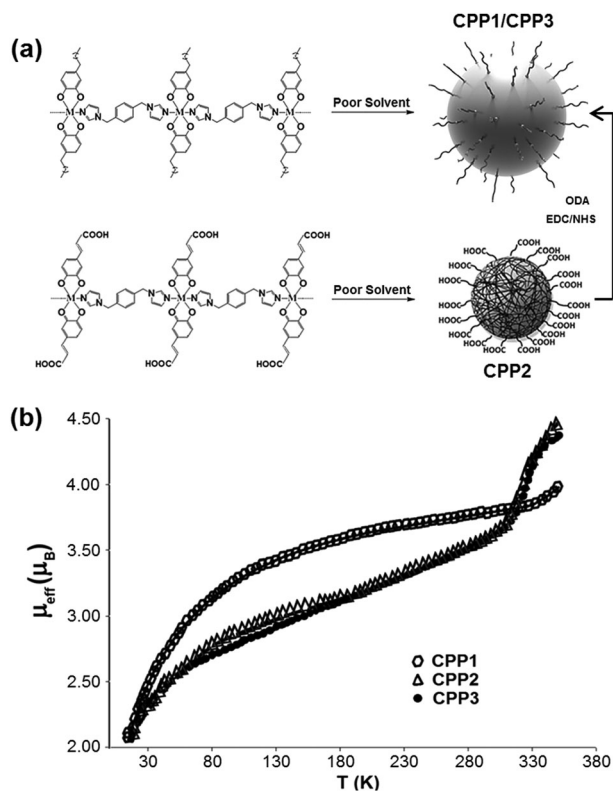 (a)
CPP1/CPP3
M
O O O O O O
M N N N N M N N N N M
O O O O O O
M M M
Poor Solvent
ODA
EDC/NHS
COOH COOH COOH
O O O O O O
M N N N N M N N N N M
O O O O O O
HOOC HOOC HOOC
Poor Solvent
COOH
HOOC
CPP2
(b)
4.50
4.00
3.50
3.00
2.50
2.00
μeff (μB)
CPP1
CPP2
CPP3
30 80 130 180 230 280 330 380
T (K)